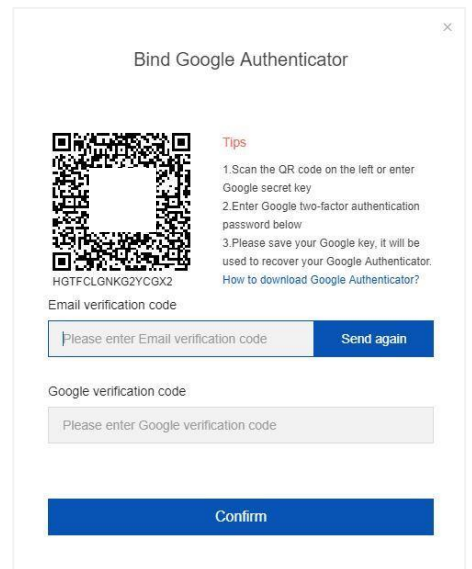 ×
Bind Google Authenticator
Tips
1.Scan the QR code on the left or enter
Google secret key
2.Enter Google two-factor authentication
password below
3.Please save your Google key, it will be
used to recover your Google Authenticator.
How to download Google Authenticator?
HGTFCLGNKG2YCGX2
Email verification code
Please enter Email verification code
Send again
Google verification code
Please enter Google verification code
Confirm